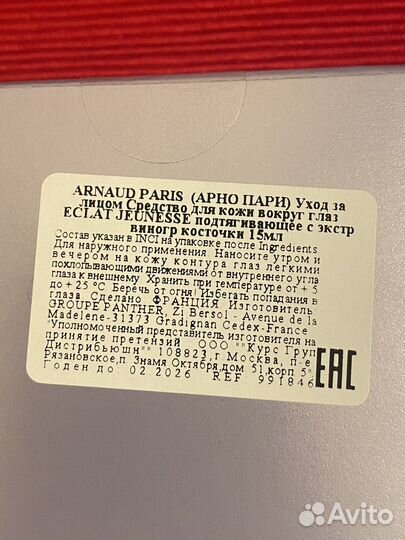 ARNAUD PARIS (АРНО ПАРИ) Уход за
лицом Средство для кожи вокруг глаз
ECLAT JEUNESSE подтягивающее с экстр
виногр косточки 15мл
Состав указан в INCI на упаковке после Ingredients.
Для наружного применения Наносите утром и
вечером на кожу контура глаз легкими
похлопывающими движениями от внутреннего угла
глаза к внешнему Хранить при температуре от + 5
до + 25 °C Беречь от огня! Избегать попадания в
глаза Сделано ФРАНЦИЯ Изготовитель
GROUPE PANTHER, Zi Bersol - Avenue de la
Madelene-31373 Gradignan Cedex-France
"Уполномоченный представитель изготовителя на
принятие претензий ООО "Курс Груп
Дистрибьюшн" 108823, г Москва, п-е
Рязановское, п. Знамя Октября, дом 51, корп 5"
Годен до 02 2026 REF 991846
EAC
Avito